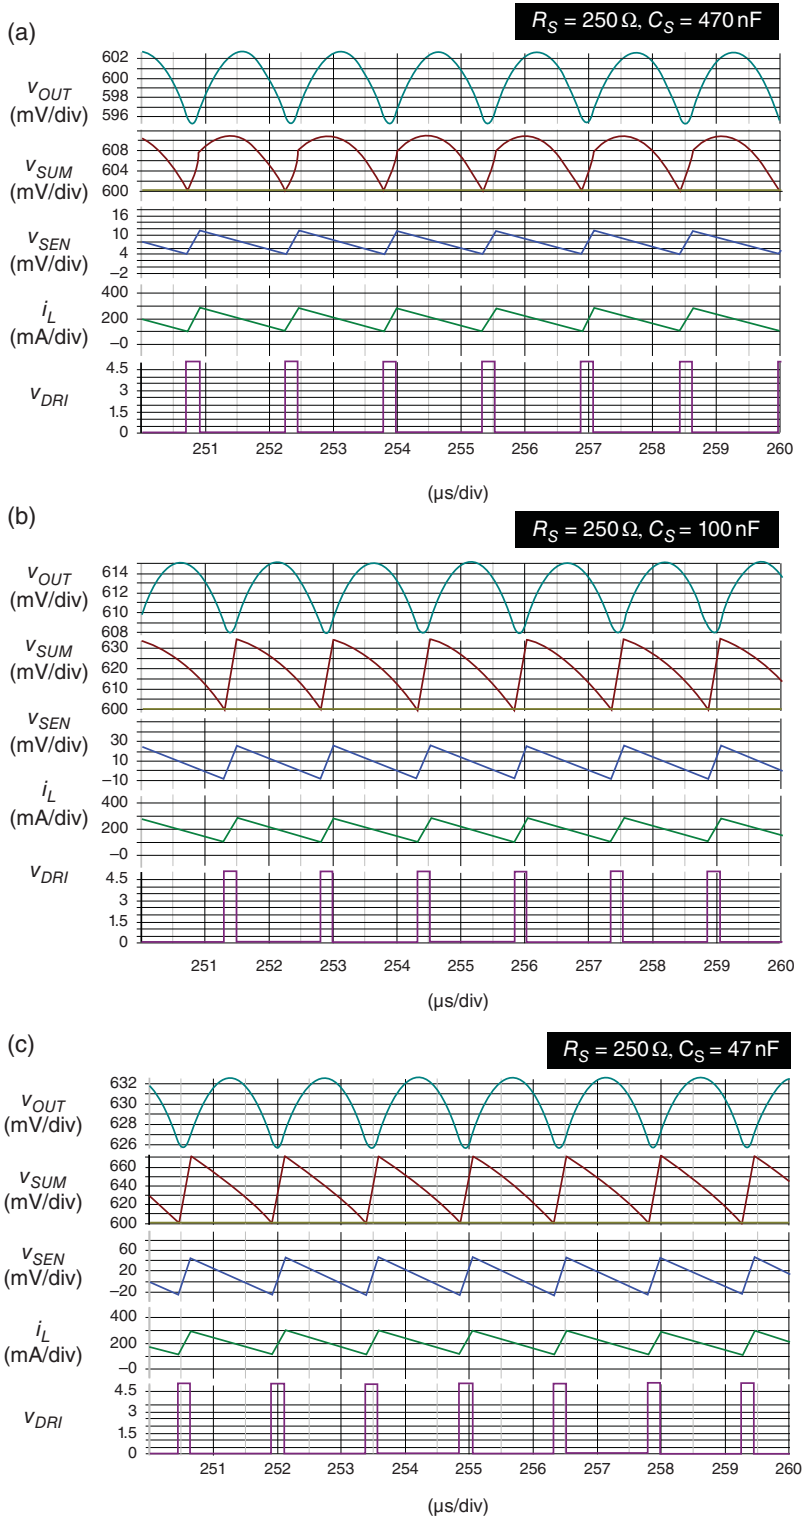 (a)
R_S = 250 Ω, C_S = 470 nF
v_OUT
(mV/div)
602
600
598
596
v_SUM
(mV/div)
608
604
600
v_SEN
(mV/div)
16
10
4
−2
i_L
(mA/div)
400
200
−0
v_DRI
4.5
3
1.5
0
251 252 253 254 255 256 257 258 259 260
(µs/div)
(b)
R_S = 250 Ω, C_S = 100 nF
v_OUT
(mV/div)
614
612
610
608
v_SUM
(mV/div)
630
620
610
600
v_SEN
(mV/div)
30
10
−10
i_L
(mA/div)
400
200
−0
v_DRI
4.5
3
1.5
0
251 252 253 254 255 256 257 258 259 260
(µs/div)
(c)
R_S = 250 Ω, C_S = 47 nF
v_OUT
(mV/div)
632
630
628
626
v_SUM
(mV/div)
660
640
620
600
v_SEN
(mV/div)
60
20
−20
i_L
(mA/div)
400
200
−0
v_DRI
4.5
3
1.5
0
251 252 253 254 255 256 257 258 259 260
(µs/div)